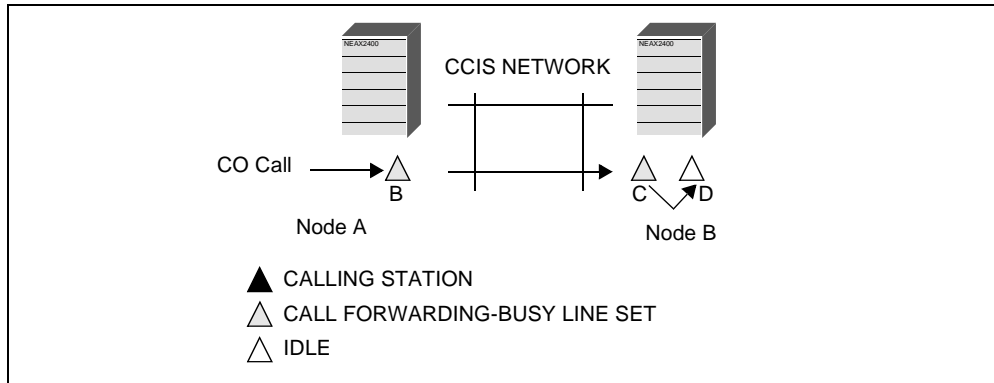 NEAX2400
NEAX2400
CCIS NETWORK
CO Call
B
C
D
Node A
Node B
CALLING STATION
CALL FORWARDING-BUSY LINE SET
IDLE